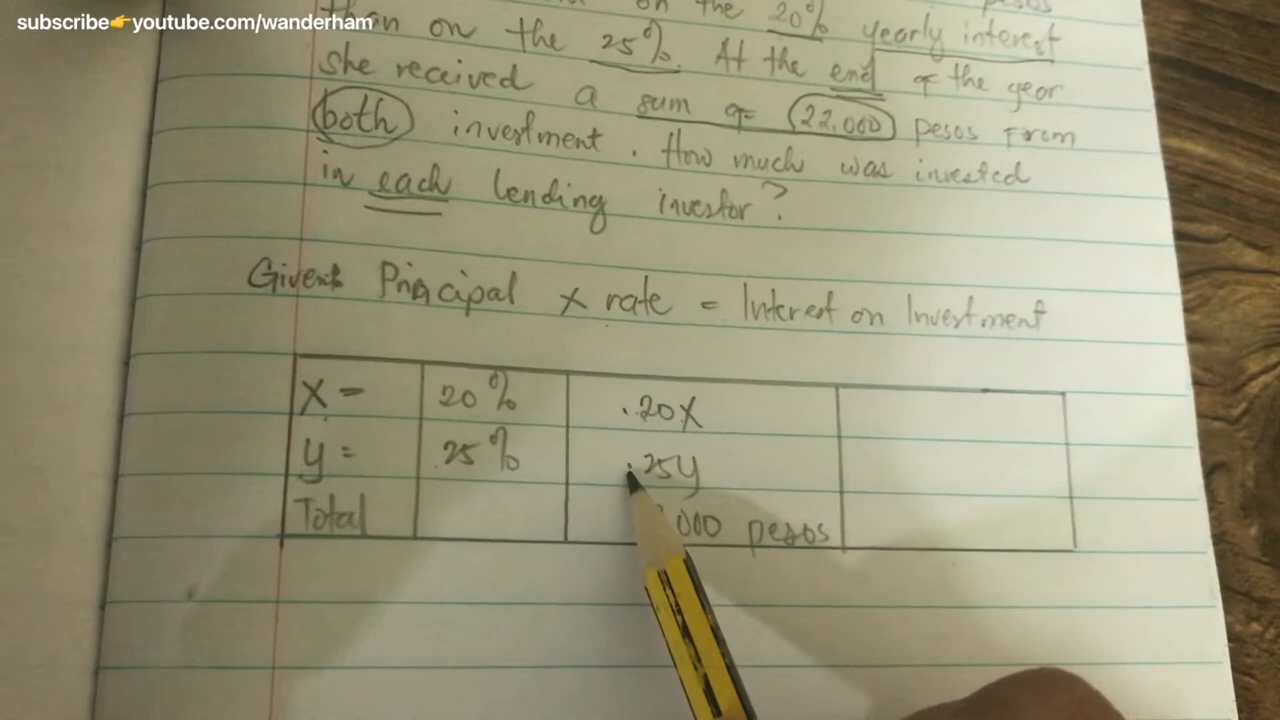 subscribe👉youtube.com/wanderham
on the 20% yearly interest pesos
than on the 25%. At the end of the year
she received a sum of 22.000 pesos from
both investment. How much was invested
in each lending investor?
Given: Principal x rate = Interest on Investment
X = 20% .20X
y = 25% .25y
Total 000 pesos